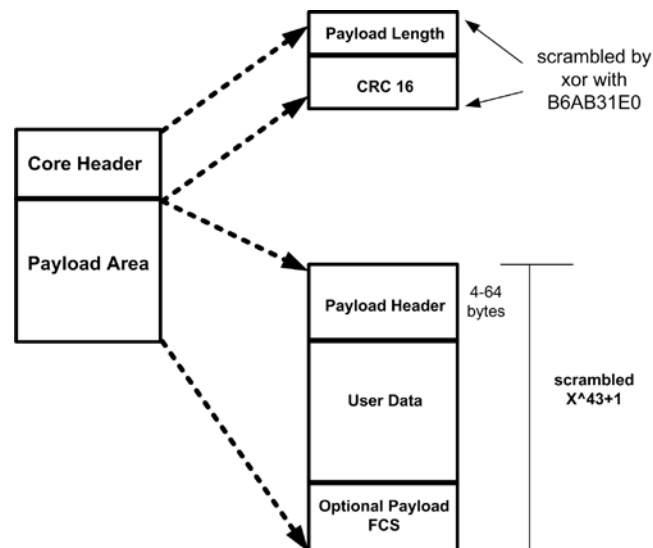 Payload Length
CRC 16
scrambled by
xor with
B6AB31E0
Core Header
Payload Area
Payload Header
4-64
bytes
User Data
scrambled
X^43+1
Optional Payload
FCS